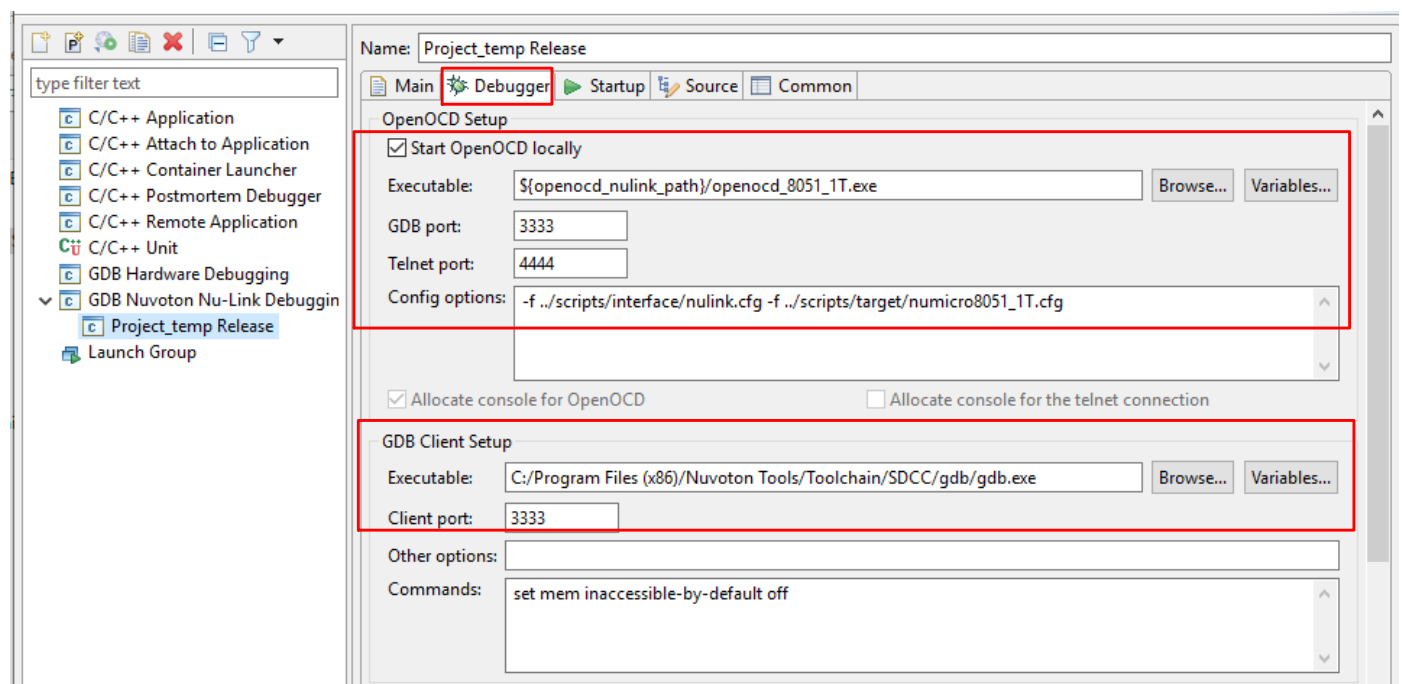 Name: Project_temp Release
type filter text
Main Debugger Startup Source Common
C/C++ Application
C/C++ Attach to Application
C/C++ Container Launcher
C/C++ Postmortem Debugger
C/C++ Remote Application
C/C++ Unit
GDB Hardware Debugging
GDB Nuvoton Nu-Link Debuggin
Project_temp Release
Launch Group
OpenOCD Setup
Start OpenOCD locally
Executable: ${openocd_nulink_path}/openocd_8051_1T.exe Browse... Variables...
GDB port: 3333
Telnet port: 4444
Config options: -f ../scripts/interface/nulink.cfg -f ../scripts/target/numicro8051_1T.cfg
Allocate console for OpenOCD Allocate console for the telnet connection
GDB Client Setup
Executable: C:/Program Files (x86)/Nuvoton Tools/Toolchain/SDCC/gdb/gdb.exe Browse... Variables...
Client port: 3333
Other options:
Commands: set mem inaccessible-by-default off